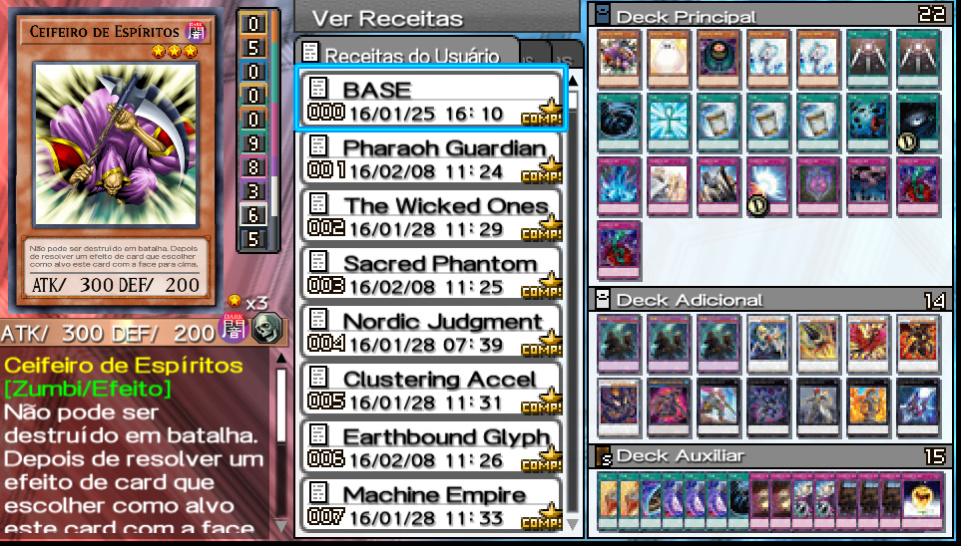 CEIFEIRO DE ESPÍRITOS
Não pode ser destruído em batalha. Depois
de resolver um efeito de card que escolher
como alvo este card com a face para cima,
ATK/ 300 DEF/ 200
x3
ATK/ 300 DEF/ 200
DARK
闇
Ceifeiro de Espíritos
[Zumbi/Efeito]
Não pode ser
destruído em batalha.
Depois de resolver um
efeito de card que
escolher como alvo
este card com a face
0
5
0
0
0
9
8
3
6
5
Ver Receitas
Receitas do Usuário
BASE
000 16/01/25 16:10 COMP!
Pharaoh Guardian
001 16/02/08 11:24 COMP!
The Wicked Ones
002 16/01/28 11:29 COMP!
Sacred Phantom
003 16/02/08 11:25 COMP!
Nordic Judgment
004 16/01/28 07:39 COMP!
Clustering Accel
005 16/01/28 11:31 COMP!
Earthbound Glyph
006 16/02/08 11:26 COMP!
Machine Empire
007 16/01/28 11:33 COMP!
Deck Principal 22
Deck Adicional 14
Deck Auxiliar 15